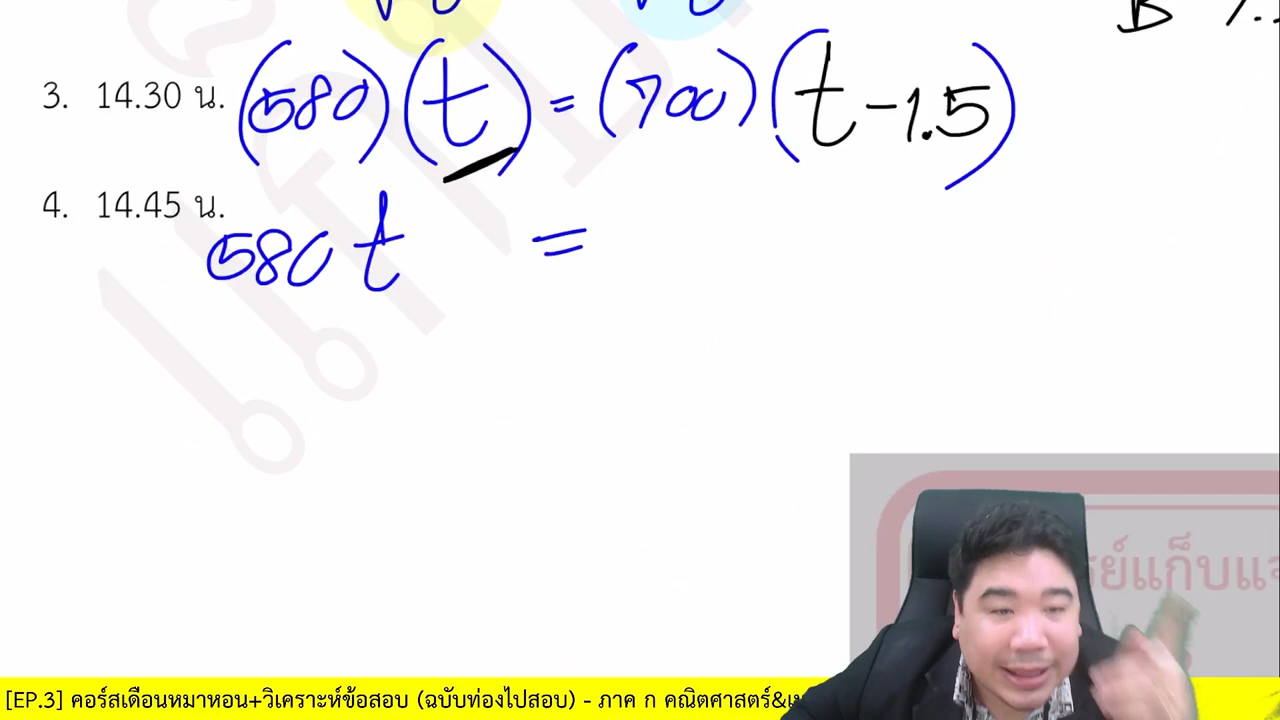 3. 14.30 น. (580)(t) = (700)(t-1.5)
4. 14.45 น.
580 t =
[EP.3] คอร์สเดือนหมาหอน+วิเคราะห์ข้อสอบ (ฉบับท่องไปสอบ) - ภาค ก คณิตศาสตร์&